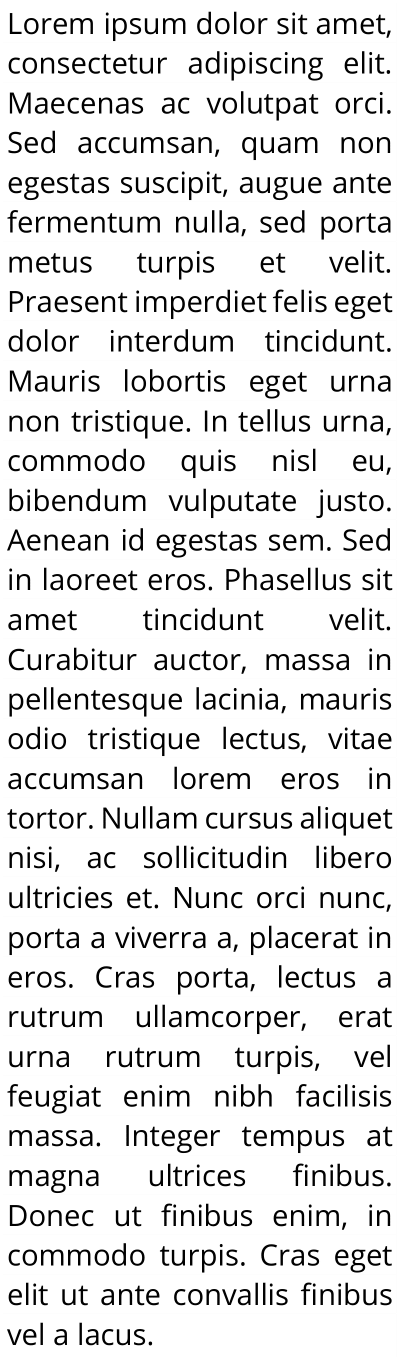 Lorem ipsum dolor sit amet,
consectetur adipiscing elit.
Maecenas ac volutpat orci.
Sed accumsan, quam non
egestas suscipit, augue ante
fermentum nulla, sed porta
metus turpis et velit.
Praesent imperdiet felis eget
dolor interdum tincidunt.
Mauris lobortis eget urna
non tristique. In tellus urna,
commodo quis nisl eu,
bibendum vulputate justo.
Aenean id egestas sem. Sed
in laoreet eros. Phasellus sit
amet tincidunt velit.
Curabitur auctor, massa in
pellentesque lacinia, mauris
odio tristique lectus, vitae
accumsan lorem eros in
tortor. Nullam cursus aliquet
nisi, ac sollicitudin libero
ultricies et. Nunc orci nunc,
porta a viverra a, placerat in
eros. Cras porta, lectus a
rutrum ullamcorper, erat
urna rutrum turpis, vel
feugiat enim nibh facilisis
massa. Integer tempus at
magna ultrices finibus.
Donec ut finibus enim, in
commodo turpis. Cras eget
elit ut ante convallis finibus
vel a lacus.